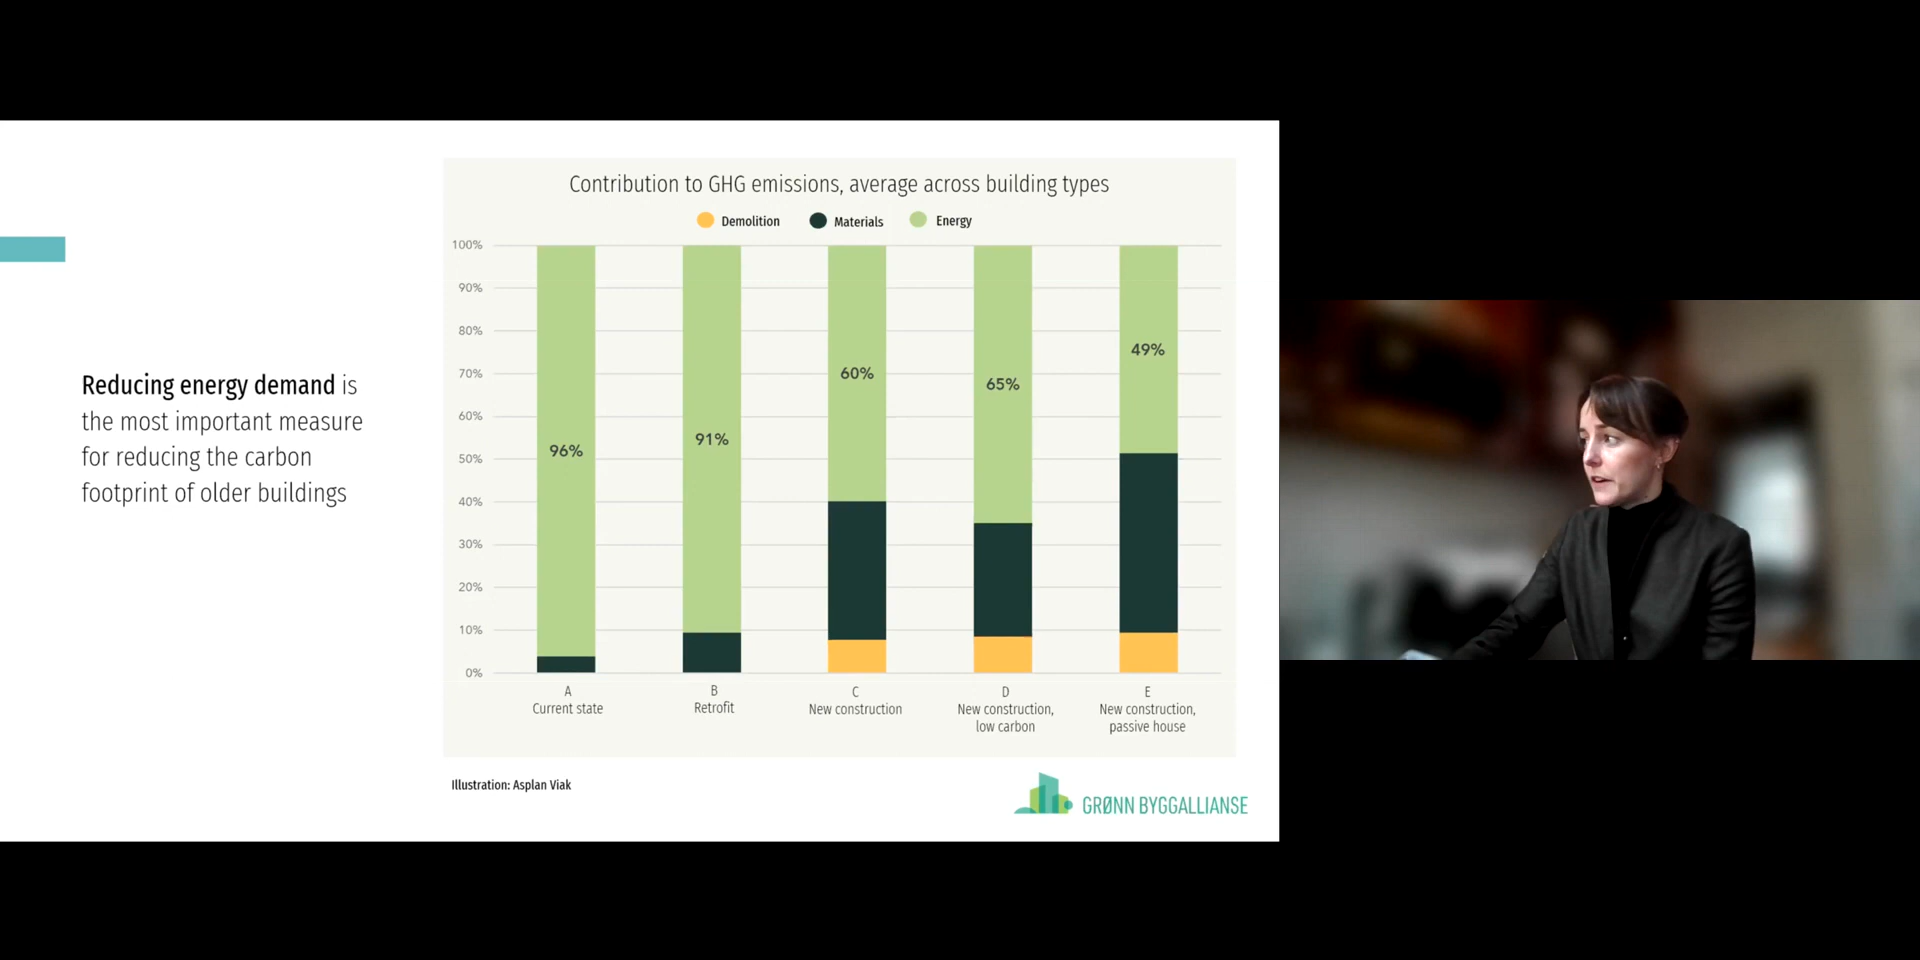 Reducing energy demand is
the most important measure
for reducing the carbon
footprint of older buildings
Contribution to GHG emissions, average across building types
Demolition Materials Energy
100%
90%
80%
70%
60%
50%
40%
30%
20%
10%
0%
96%
91%
60%
65%
49%
A
Current state
B
Retrofit
C
New construction
D
New construction,
low carbon
E
New construction,
passive house
Illustration: Asplan Viak
GRØNN BYGGALLIANSE